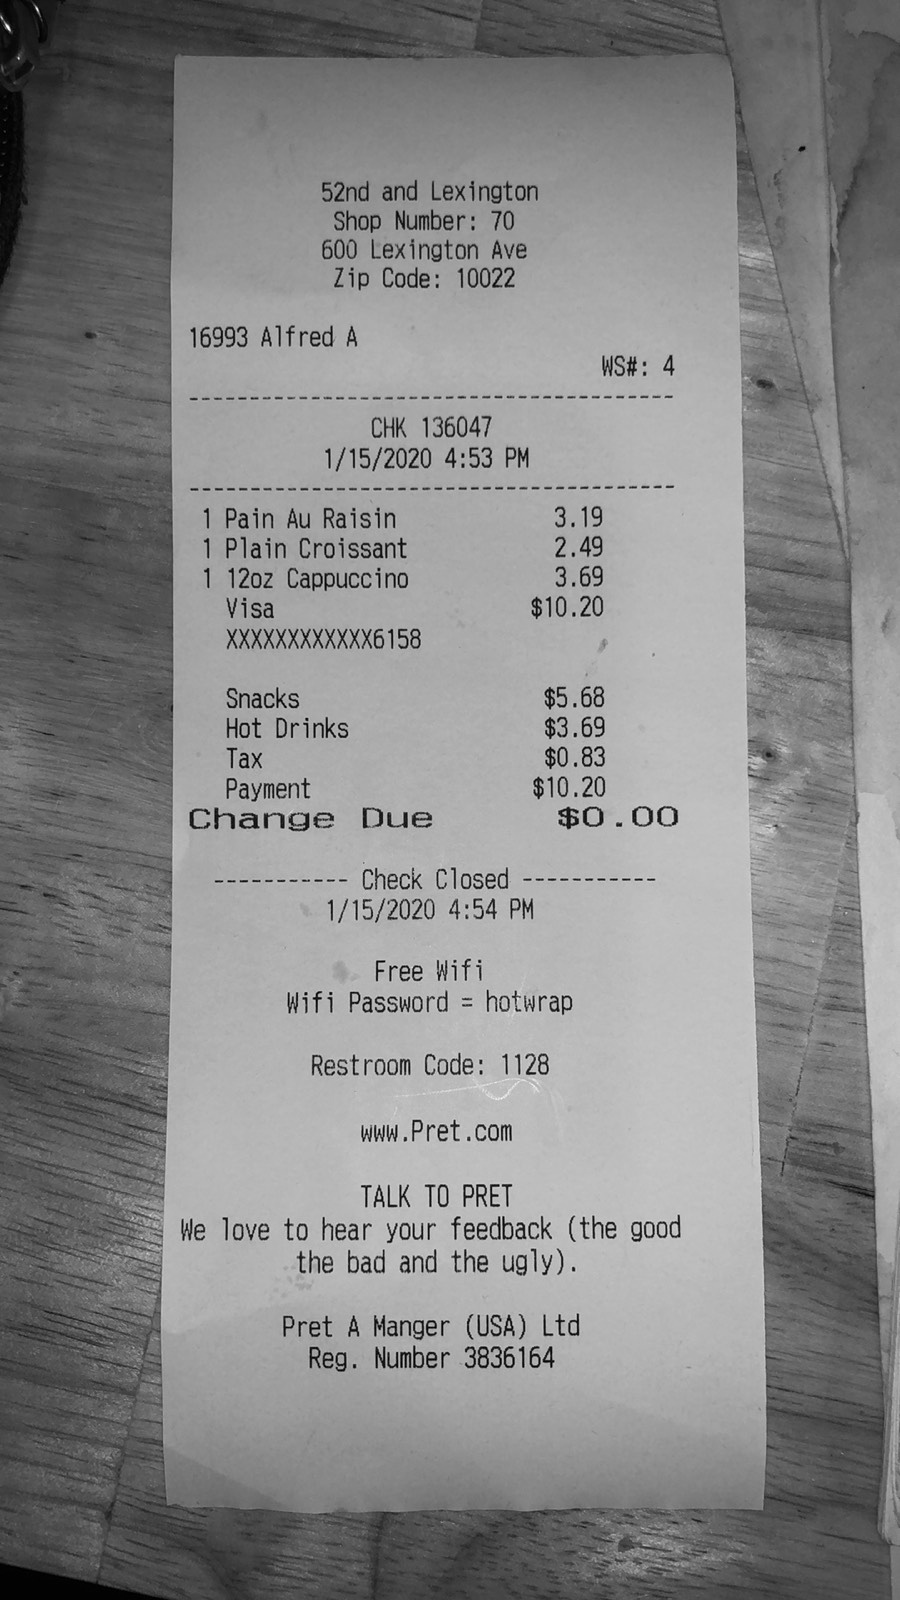 52nd and Lexington
Shop Number: 70
600 Lexington Ave
Zip Code: 10022
16993 Alfred A
WS#: 4
----------------------------------------
CHK 136047
1/15/2020 4:53 PM
----------------------------------------
1 Pain Au Raisin 3.19
1 Plain Croissant 2.49
1 12oz Cappuccino 3.69
Visa $10.20
XXXXXXXXXXXX6158
Snacks $5.68
Hot Drinks $3.69
Tax $0.83
Payment $10.20
Change Due $0.00
----------- Check Closed -----------
1/15/2020 4:54 PM
Free Wifi
Wifi Password = hotwrap
Restroom Code: 1128
www.Pret.com
TALK TO PRET
We love to hear your feedback (the good
the bad and the ugly).
Pret A Manger (USA) Ltd
Reg. Number 3836164